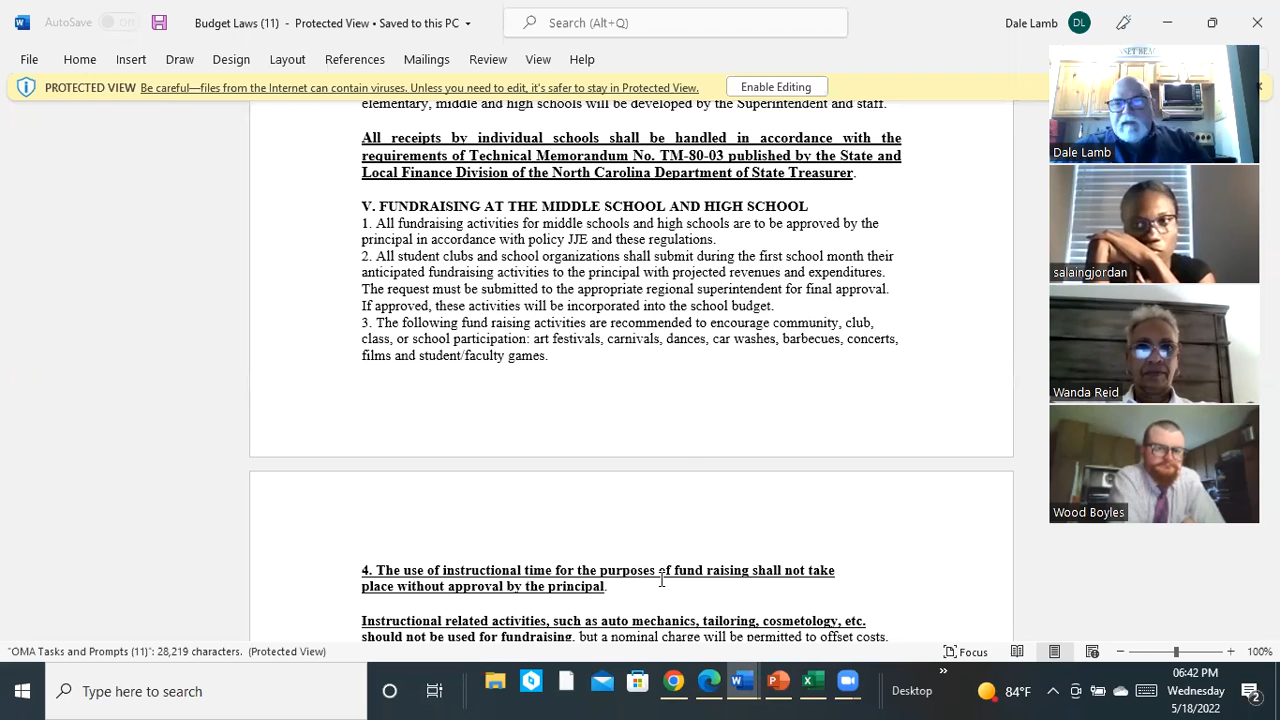 AutoSave Off Budget Laws (11) - Protected View • Saved to this PC Search (Alt+Q) Dale Lamb DL
File Home Insert Draw Design Layout References Mailings Review View Help
PROTECTED VIEW Be careful—files from the Internet can contain viruses. Unless you need to edit, it's safer to stay in Protected View. Enable Editing
elementary, middle and high schools will be developed by the Superintendent and staff.
All receipts by individual schools shall be handled in accordance with the
requirements of Technical Memorandum No. TM-80-03 published by the State and
Local Finance Division of the North Carolina Department of State Treasurer.
V. FUNDRAISING AT THE MIDDLE SCHOOL AND HIGH SCHOOL
1. All fundraising activities for middle schools and high schools are to be approved by the
principal in accordance with policy JJE and these regulations.
2. All student clubs and school organizations shall submit during the first school month their
anticipated fundraising activities to the principal with projected revenues and expenditures.
The request must be submitted to the appropriate regional superintendent for final approval.
If approved, these activities will be incorporated into the school budget.
3. The following fund raising activities are recommended to encourage community, club,
class, or school participation: art festivals, carnivals, dances, car washes, barbecues, concerts,
films and student/faculty games.
4. The use of instructional time for the purposes of fund raising shall not take
place without approval by the principal.
Instructional related activities, such as auto mechanics, tailoring, cosmetology, etc.
should not be used for fundraising, but a nominal charge will be permitted to offset costs.
Dale Lamb
salaingjordan
Wanda Reid
Wood Boyles
"OMA Tasks and Prompts (11)": 28,219 characters. (Protected View) Focus 100%
Type here to search Desktop 84°F 06:42 PM
Wednesday
5/18/2022
2